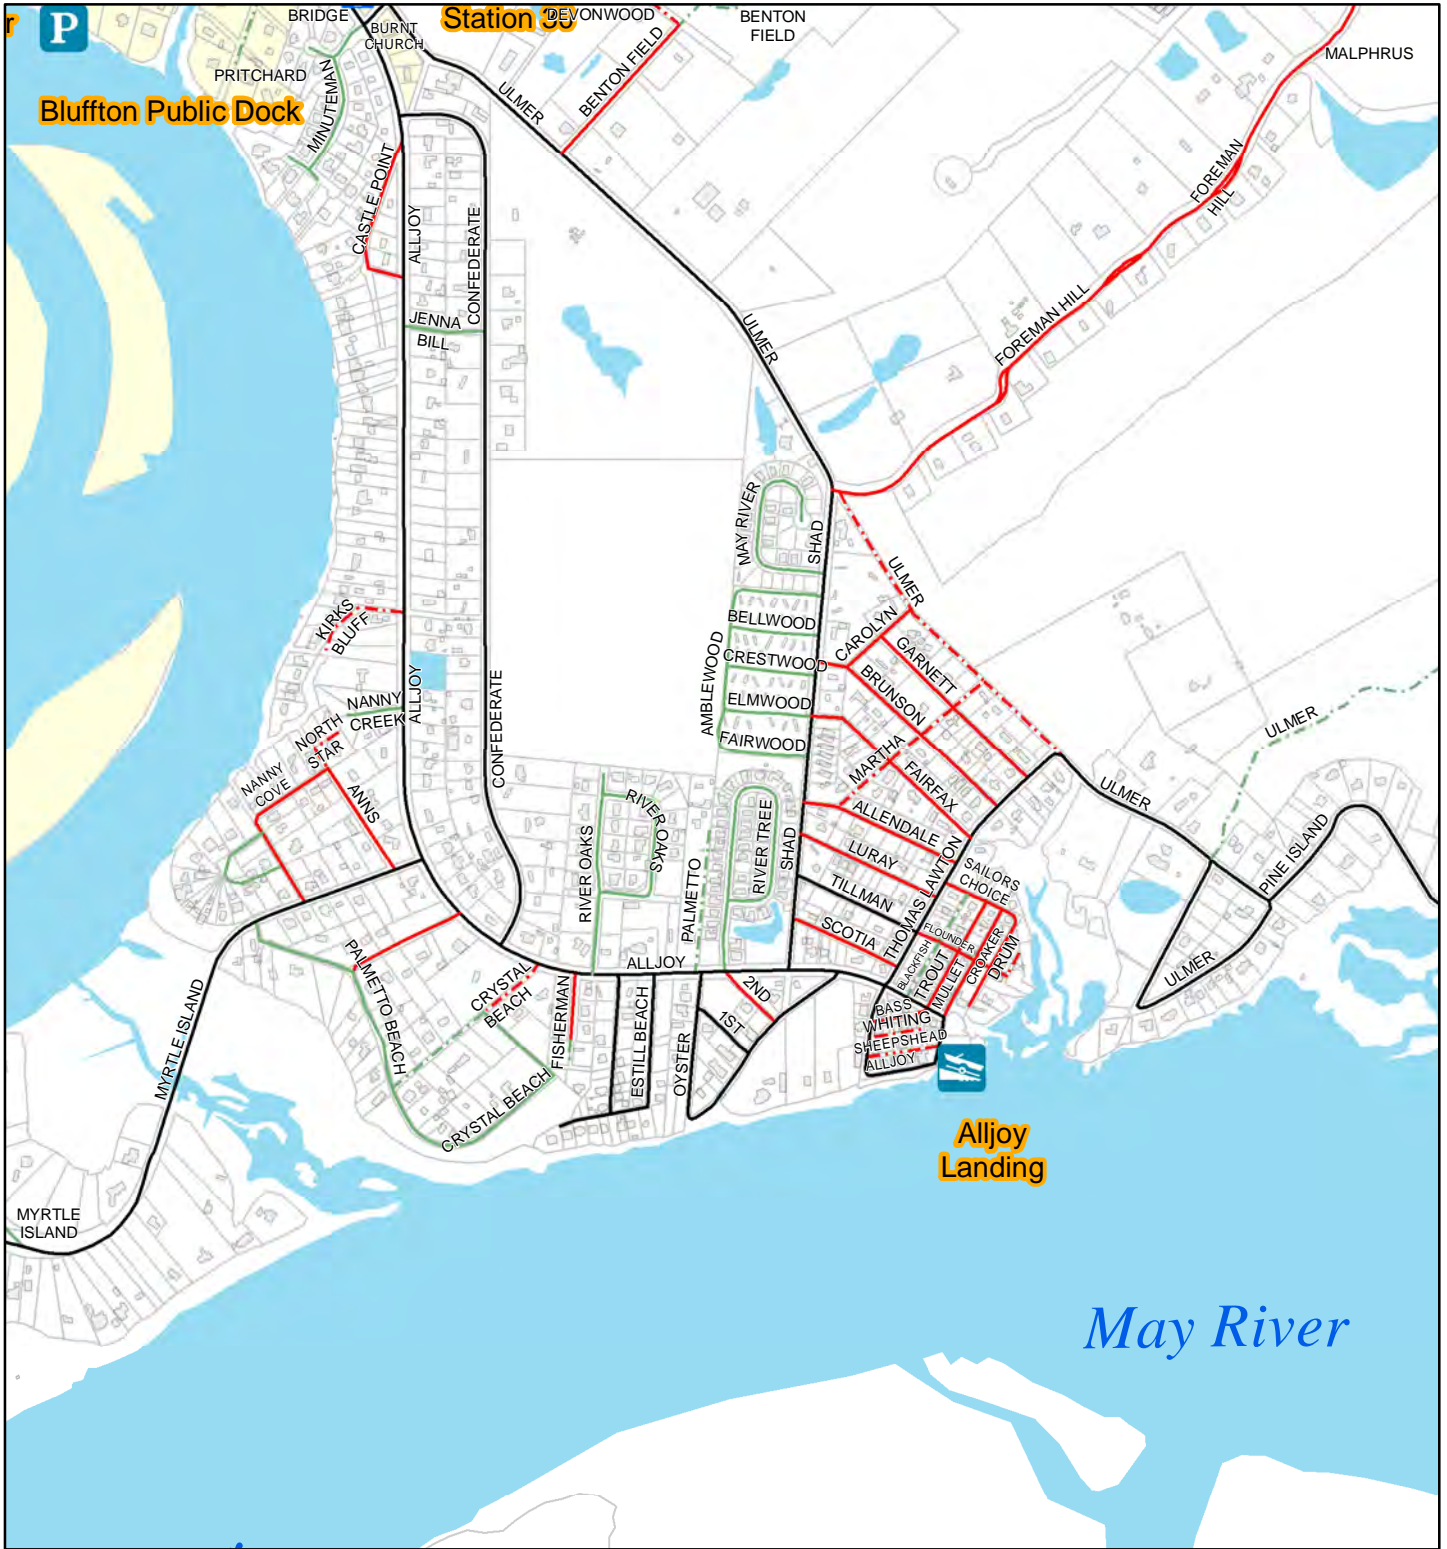 r
P
BRIDGE
BURNT
CHURCH
Station 30
DEVONWOOD
BENTON
FIELD
MALPHRUS
PRITCHARD
Bluffton Public Dock
MINUTEMAN
ULMER
BENTON FIELD
CASTLE POINT
ALLJOY
CONFEDERATE
FOREMAN
HILL
JENNA
BILL
ULMER
FOREMAN HILL
MAY RIVER
SHAD
ULMER
KIRKS
BLUFF
BELLWOOD
CAROLYN
CRESTWOOD
GARNETT
AMBLEWOOD
ELMWOOD
BRUNSON
FAIRWOOD
NANNY
CREEK
ALLJOY
CONFEDERATE
NORTH
STAR
MARTHA
FAIRFAX
ULMER
ULMER
NANNY
COVE
ANNS
RIVER OAKS
RIVER OAKS
PALMETTO
RIVER TREE
SHAD
ALLENDALE
LURAY
TILLMAN
SCOTIA
THOMAS LAWTON
SAILORS
CHOICE
PINE ISLAND
FLOUNDER
BLACKFISH
TROUT
MULLET
CROAKER
DRUM
ULMER
ALLJOY
PALMETTO BEACH
CRYSTAL
BEACH
FISHERMAN
ESTILL BEACH
OYSTER
2ND
1ST
BASS
WHITING
SHEEPSHEAD
ALLJOY
MYRTLE ISLAND
CRYSTAL BEACH
Alljoy
Landing
MYRTLE
ISLAND
May River